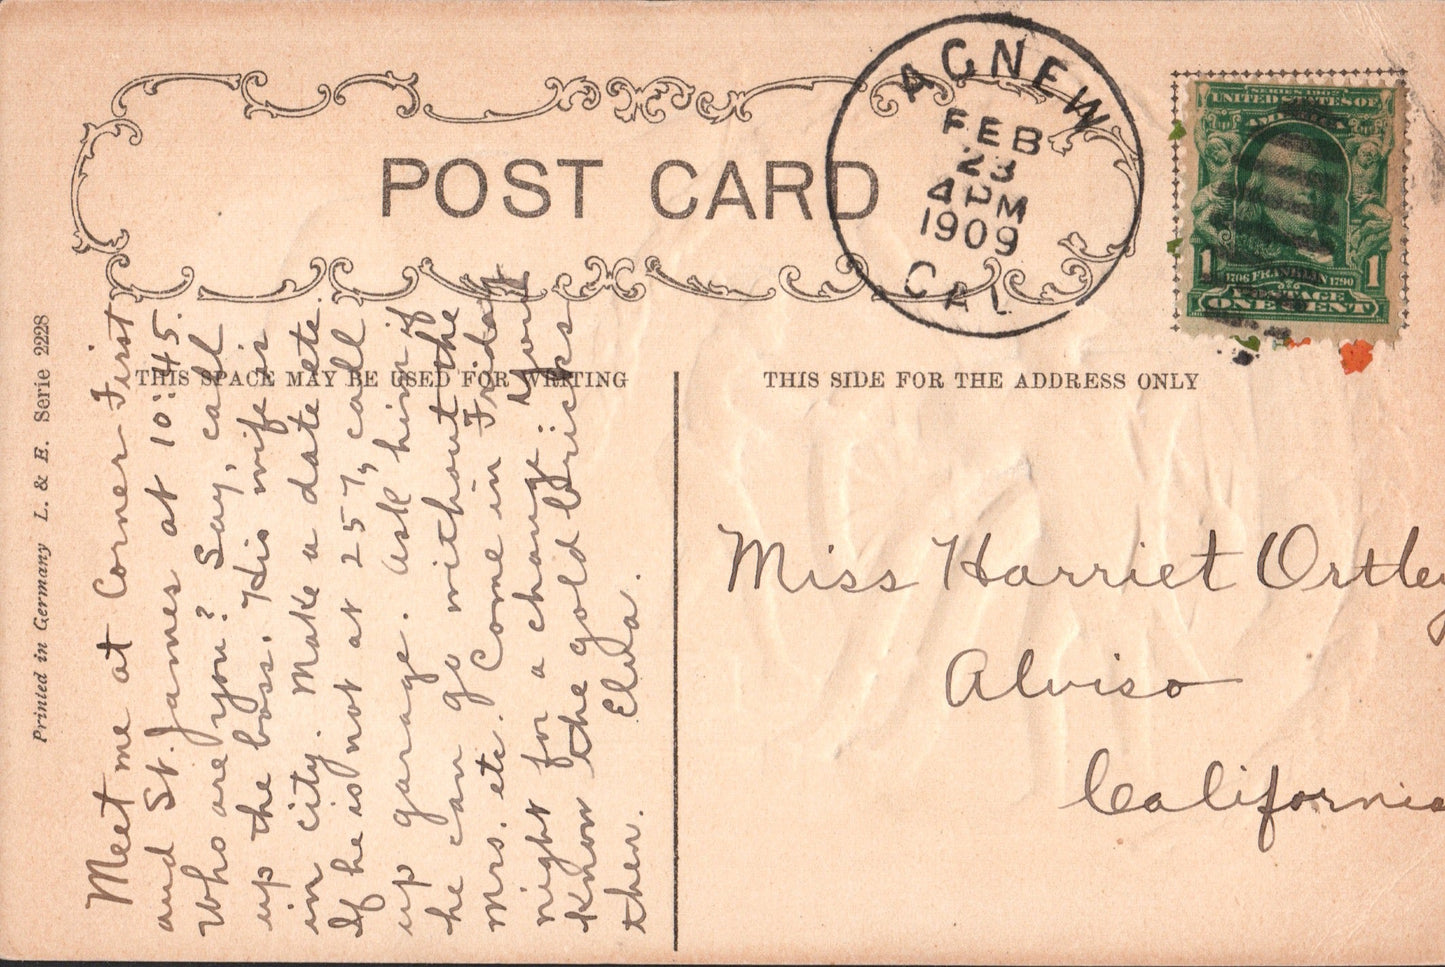 POST CARD
AGNEW
FEB
23
4 PM
1909
CAL
SERIES 1902
UNITED STATES OF
AMERICA
1
1706 FRANKLIN 1790
1
POSTAGE
ONE CENT
THIS SPACE MAY BE USED FOR WRITING
THIS SIDE FOR THE ADDRESS ONLY
Printed in Germany L. & E. Serie 2228
Meet me at Corner First
and St. James at 10:45.
Who are you? Say, call
up the boss. His wife is
in city. Make a date etc.
If he is not at 257, call
up garage. Ask him if
he can go without the
Mrs. etc. Come in Friday
night for a change. You
know the gold bricks
then. Elva.
Miss Harriet Ortley
Alviso
California